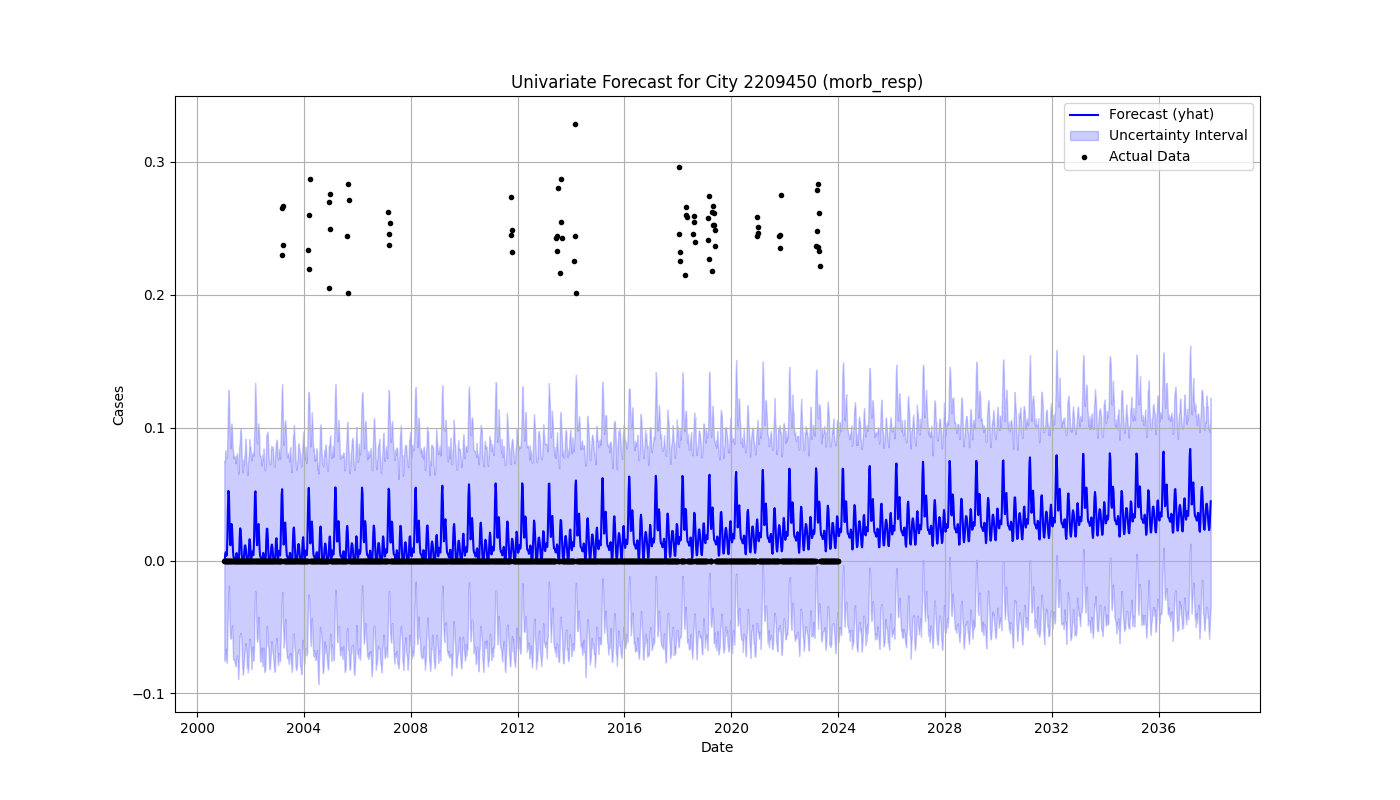 Univariate Forecast for City 2209450 (morb_resp)
Forecast (yhat)
Uncertainty Interval
Actual Data
Cases
0.3
0.2
0.1
0.0
−0.1
2000 2004 2008 2012 2016 2020 2024 2028 2032 2036
Date